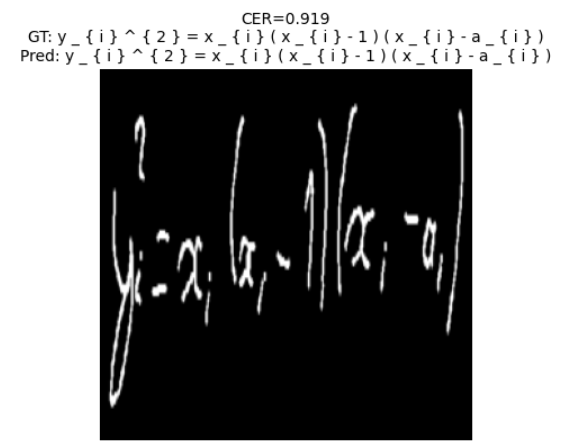 CER=0.919
GT: y _ { i } ^ { 2 } = x _ { i } ( x _ { i } - 1 ) ( x _ { i } - a _ { i } )
Pred: y _ { i } ^ { 2 } = x _ { i } ( x _ { i } - 1 ) ( x _ { i } - a _ { i } )
y_i^2 = x_i (x_i - 1)(x_i - a_i)